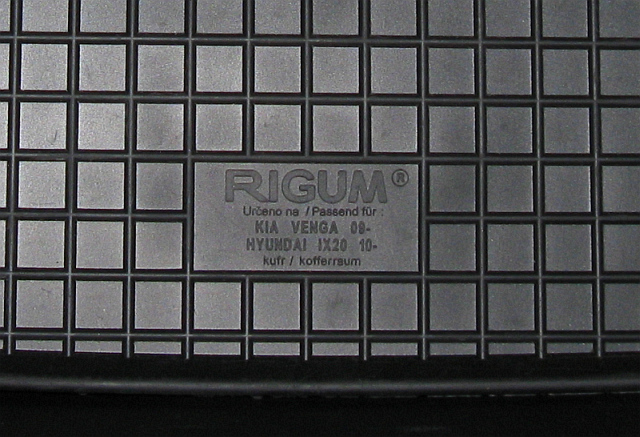 RIGUM®
Určeno na / Passend für :
KIA VENGA 09-
HYUNDAI IX20 10-
kufr / kofferraum